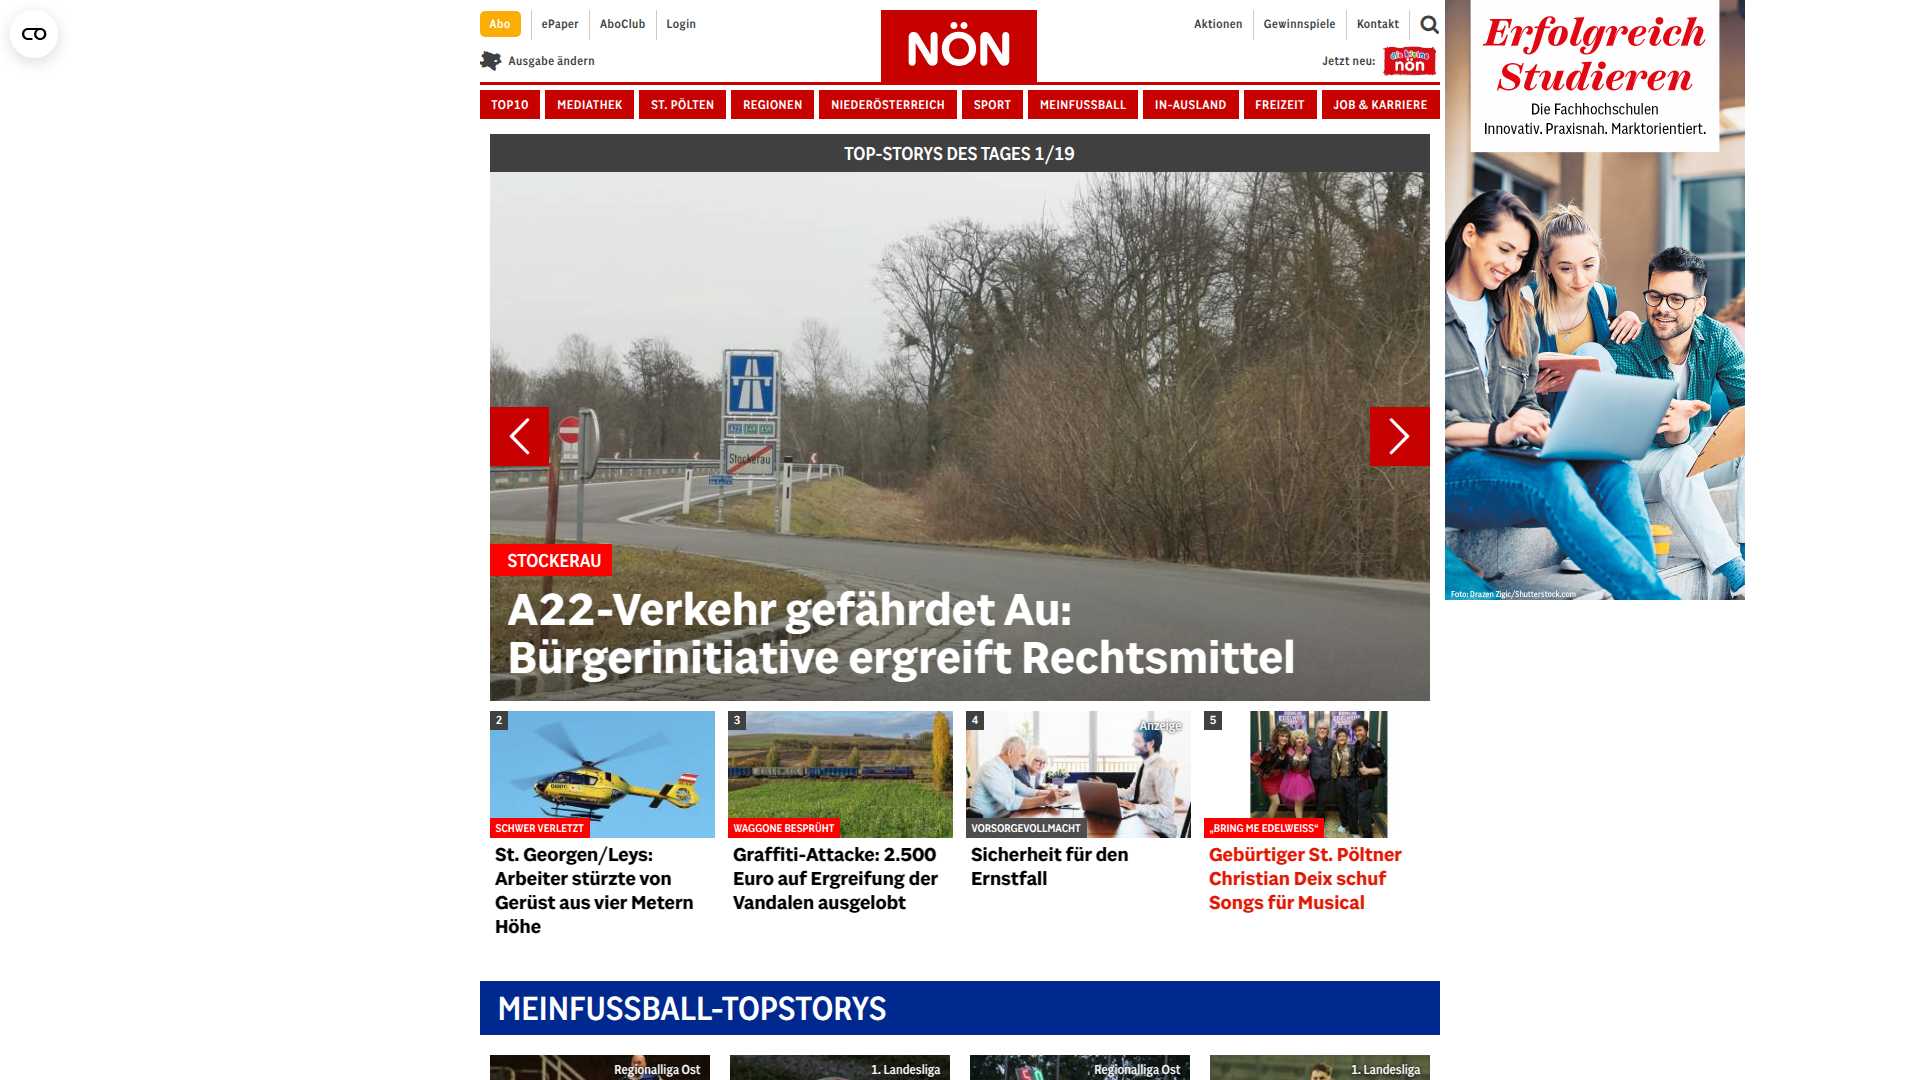 Abo
ePaper
AboClub
Login
NÖN
Aktionen
Gewinnspiele
Kontakt
Ausgabe ändern
Jetzt neu:
die kleine
nön
TOP10
MEDIATHEK
ST. PÖLTEN
REGIONEN
NIEDERÖSTERREICH
SPORT
MEINFUSSBALL
IN-AUSLAND
FREIZEIT
JOB & KARRIERE
Erfolgreich
Studieren
Die Fachhochschulen
Innovativ. Praxisnah. Marktorientiert.
Foto: Drazen Zigic/Shutterstock.com
TOP-STORYS DES TAGES 1/19
A22
Stockerau
STOCKERAU
A22-Verkehr gefährdet Au:
Bürgerinitiative ergreift Rechtsmittel
2
SCHWER VERLETZT
St. Georgen/Leys:
Arbeiter stürzte von
Gerüst aus vier Metern
Höhe
3
WAGGONE BESPRÜHT
Graffiti-Attacke: 2.500
Euro auf Ergreifung der
Vandalen ausgelobt
4
Anzeige
VORSORGEVOLLMACHT
Sicherheit für den
Ernstfall
5
„BRING ME EDELWEISS“
Gebürtiger St. Pöltner
Christian Deix schuf
Songs für Musical
MEINFUSSBALL-TOPSTORYS
Regionalliga Ost
1. Landesliga
Regionalliga Ost
1. Landesliga